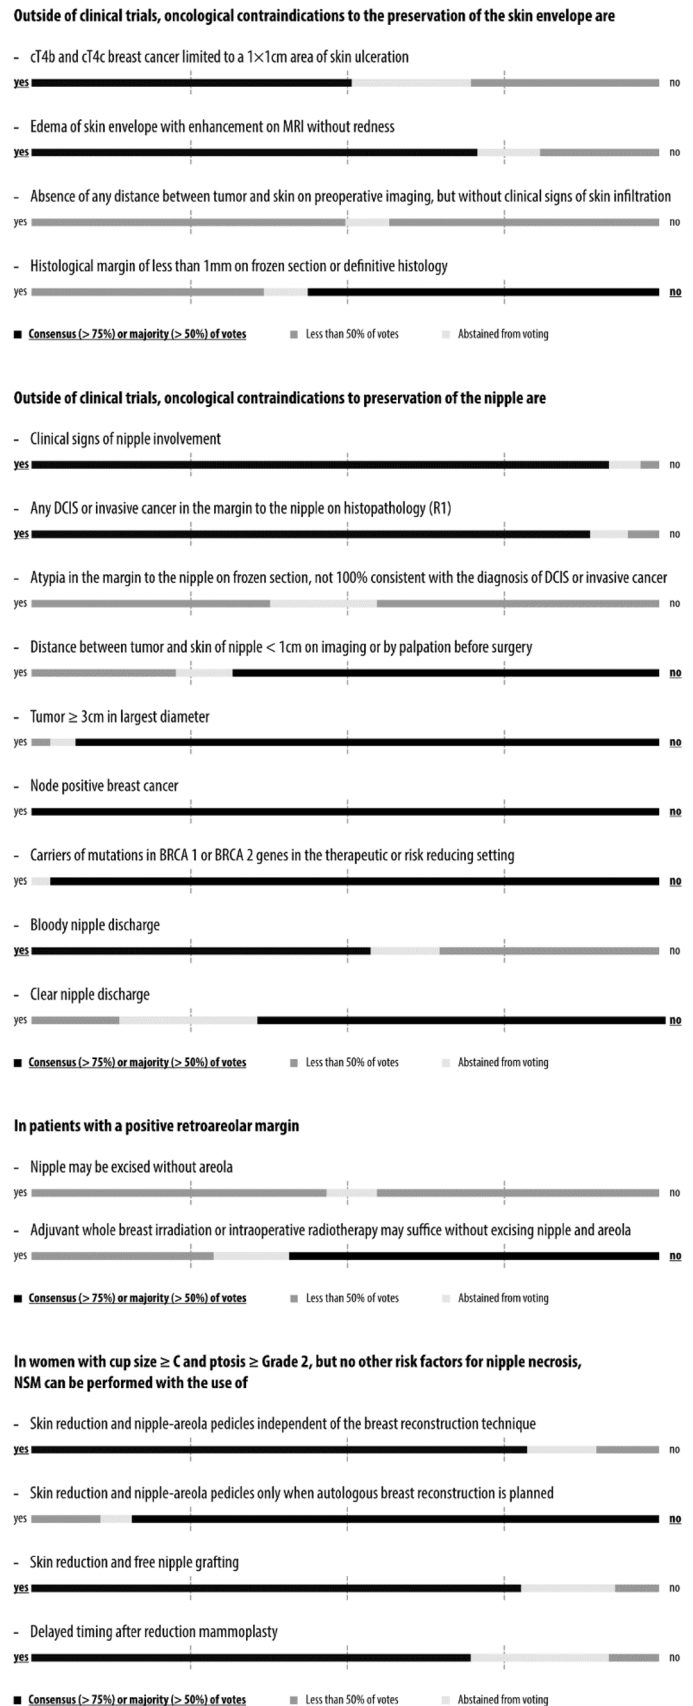 Outside of clinical trials, oncological contraindications to the preservation of the skin envelope are
- cT4b and cT4c breast cancer limited to a 1×1cm area of skin ulceration
yes no
- Edema of skin envelope with enhancement on MRI without redness
yes no
- Absence of any distance between tumor and skin on preoperative imaging, but without clinical signs of skin infiltration
yes no
- Histological margin of less than 1mm on frozen section or definitive histology
yes no
■ Consensus (> 75%) or majority (> 50%) of votes ■ Less than 50% of votes ■ Abstained from voting
Outside of clinical trials, oncological contraindications to preservation of the nipple are
- Clinical signs of nipple involvement
yes no
- Any DCIS or invasive cancer in the margin to the nipple on histopathology (R1)
yes no
- Atypia in the margin to the nipple on frozen section, not 100% consistent with the diagnosis of DCIS or invasive cancer
yes no
- Distance between tumor and skin of nipple < 1cm on imaging or by palpation before surgery
yes no
- Tumor ≥ 3cm in largest diameter
yes no
- Node positive breast cancer
yes no
- Carriers of mutations in BRCA 1 or BRCA 2 genes in the therapeutic or risk reducing setting
yes no
- Bloody nipple discharge
yes no
- Clear nipple discharge
yes no
■ Consensus (> 75%) or majority (> 50%) of votes ■ Less than 50% of votes ■ Abstained from voting
In patients with a positive retroareolar margin
- Nipple may be excised without areola
yes no
- Adjuvant whole breast irradiation or intraoperative radiotherapy may suffice without excising nipple and areola
yes no
■ Consensus (> 75%) or majority (> 50%) of votes ■ Less than 50% of votes ■ Abstained from voting
In women with cup size ≥ C and ptosis ≥ Grade 2, but no other risk factors for nipple necrosis,
NSM can be performed with the use of
- Skin reduction and nipple-areola pedicles independent of the breast reconstruction technique
yes no
- Skin reduction and nipple-areola pedicles only when autologous breast reconstruction is planned
yes no
- Skin reduction and free nipple grafting
yes no
- Delayed timing after reduction mammoplasty
yes no
■ Consensus (> 75%) or majority (> 50%) of votes ■ Less than 50% of votes ■ Abstained from voting